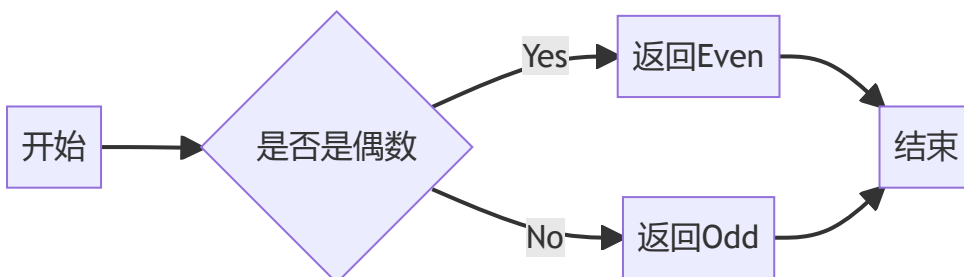 开始
是否是偶数
Yes
返回Even
No
返回Odd
结束